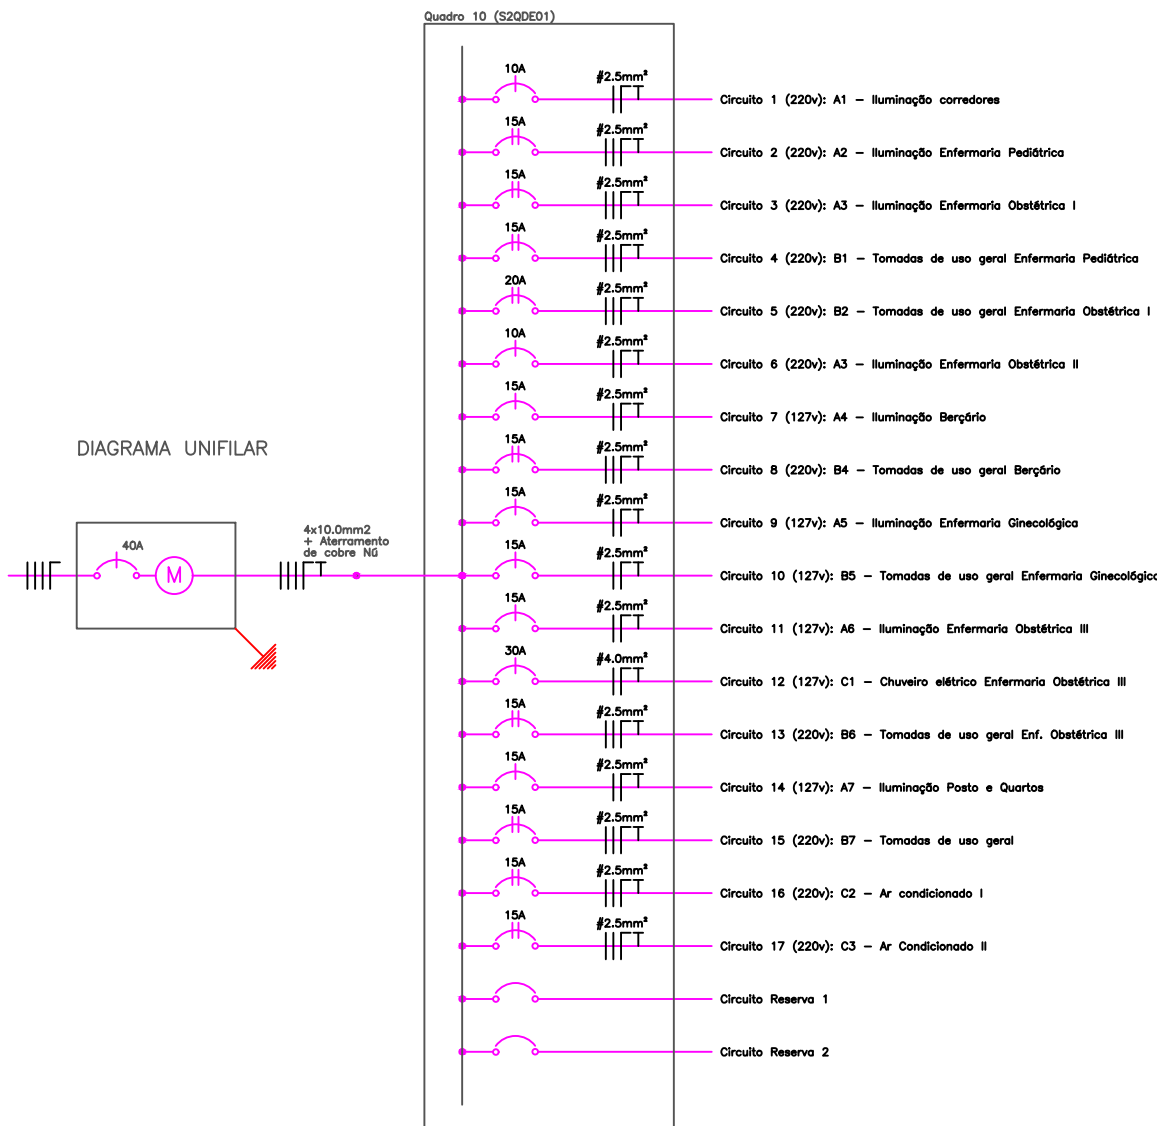 Quadro 10 (S2QDE01)
10A
#2.5mm²
Circuito 1 (220v): A1 – Iluminação corredores
15A
#2.5mm²
Circuito 2 (220v): A2 – Iluminação Enfermaria Pediátrica
15A
#2.5mm²
Circuito 3 (220v): A3 – Iluminação Enfermaria Obstétrica I
15A
#2.5mm²
Circuito 4 (220v): B1 – Tomadas de uso geral Enfermaria Pediátrica
20A
#2.5mm²
Circuito 5 (220v): B2 – Tomadas de uso geral Enfermaria Obstétrica I
10A
#2.5mm²
Circuito 6 (220v): A3 – Iluminação Enfermaria Obstétrica II
15A
#2.5mm²
Circuito 7 (127v): A4 – Iluminação Berçário
DIAGRAMA UNIFILAR
15A
#2.5mm²
Circuito 8 (220v): B4 – Tomadas de uso geral Berçário
15A
#2.5mm²
Circuito 9 (127v): A5 – Iluminação Enfermaria Ginecológica
40A
M
4x10.0mm2
+ Aterramento
de cobre Nú
15A
#2.5mm²
Circuito 10 (127v): B5 – Tomadas de uso geral Enfermaria Ginecológica
15A
#2.5mm²
Circuito 11 (127v): A6 – Iluminação Enfermaria Obstétrica III
30A
#4.0mm²
Circuito 12 (127v): C1 – Chuveiro elétrico Enfermaria Obstétrica III
15A
#2.5mm²
Circuito 13 (220v): B6 – Tomadas de uso geral Enf. Obstétrica III
15A
#2.5mm²
Circuito 14 (127v): A7 – Iluminação Posto e Quartos
15A
#2.5mm²
Circuito 15 (220v): B7 – Tomadas de uso geral
15A
#2.5mm²
Circuito 16 (220v): C2 – Ar condicionado I
15A
#2.5mm²
Circuito 17 (220v): C3 – Ar Condicionado II
Circuito Reserva 1
Circuito Reserva 2